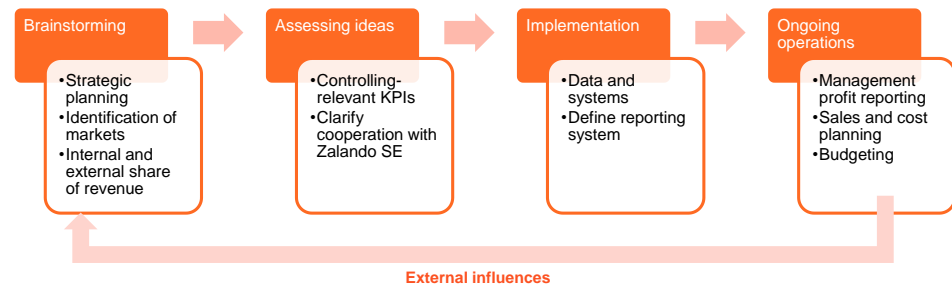 Brainstorming
•Strategic
planning
•Identification of
markets
•Internal and
external share
of revenue
Assessing ideas
•Controlling-
relevant KPIs
•Clarify
cooperation with
Zalando SE
Implementation
•Data and
systems
•Define reporting
system
Ongoing
operations
•Management
profit reporting
•Sales and cost
planning
•Budgeting
External influences